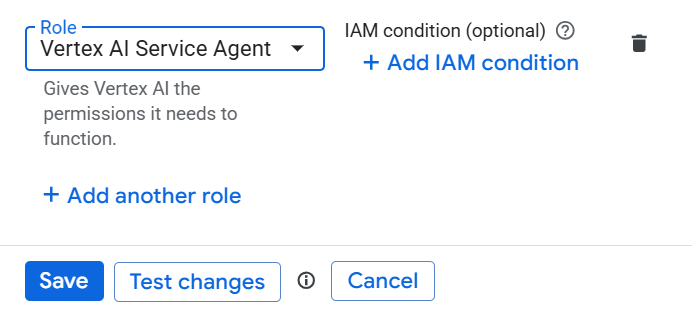 Role
Vertex AI Service Agent
IAM condition (optional)
+ Add IAM condition
Gives Vertex AI the
permissions it needs to
function.
+ Add another role
Save
Test changes
Cancel